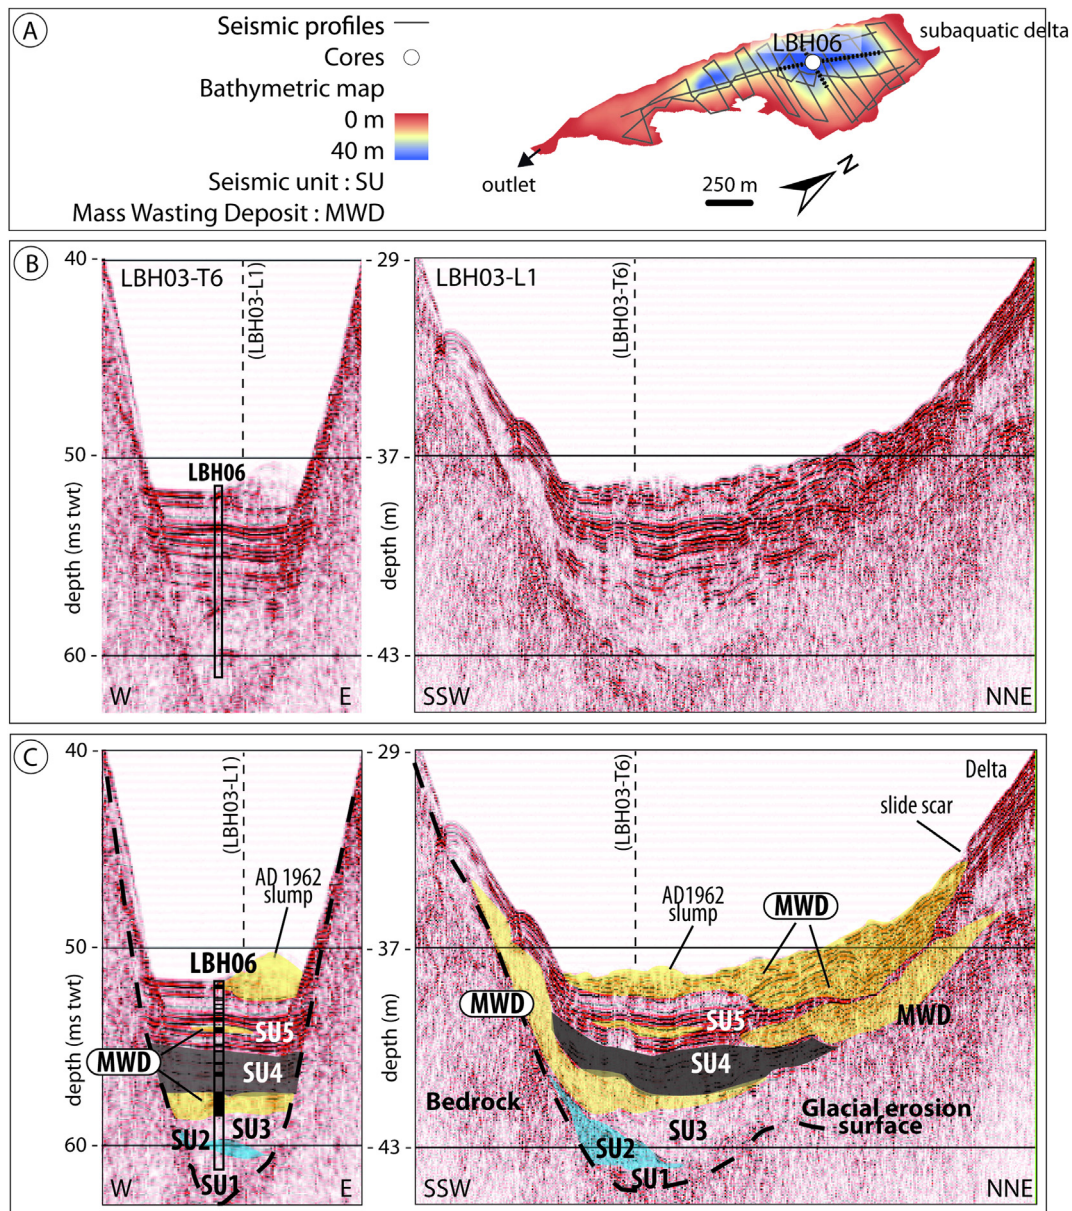 A
Seismic profiles
Cores
Bathymetric map
0 m
40 m
Seismic unit : SU
Mass Wasting Deposit : MWD
LBH06
subaquatic delta
outlet
250 m
N
B
40 -
50 -
60 -
depth (ms twt)
LBH03-T6
(LBH03-L1)
LBH06
W
E
- 29
- 37
- 43
depth (m)
LBH03-L1
(LBH03-T6)
SSW
NNE
C
40 -
50 -
60 -
depth (ms twt)
(LBH03-L1)
AD 1962
slump
LBH06
SU5
MWD
SU4
SU3
SU2
SU1
W
E
- 29
- 37
- 43
depth (m)
(LBH03-T6)
Delta
slide scar
AD1962
slump
MWD
MWD
SU5
MWD
SU4
Bedrock
Glacial erosion
surface
SU3
SU2
SU1
SSW
NNE